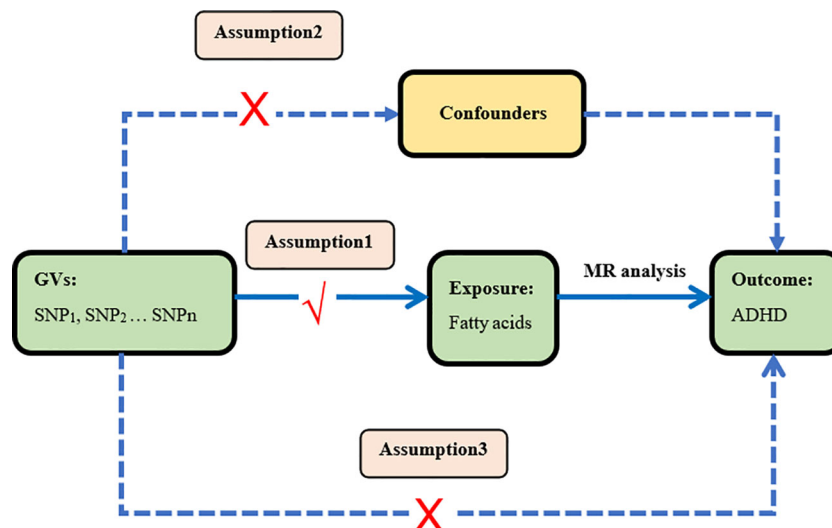 Assumption2
X
Confounders
Assumption1
GVs:
SNP₁, SNP₂ ... SNPn
√
Exposure:
Fatty acids
MR analysis
Outcome:
ADHD
Assumption3
X